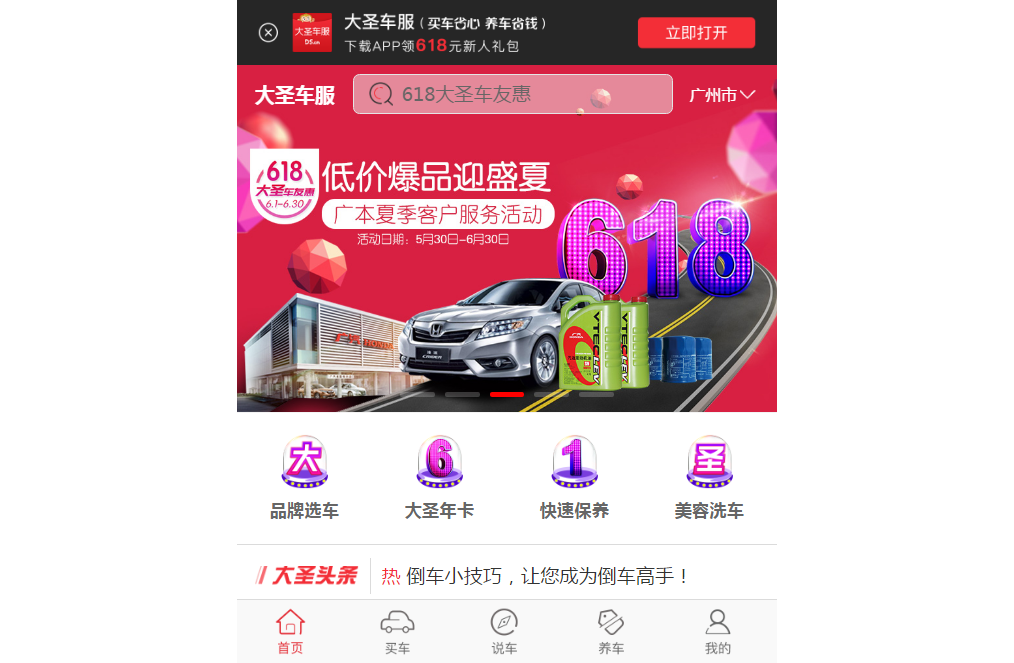 大圣车服（买车省心 养车省钱）
大圣车服
DS.cn
下载APP领618元新人礼包
立即打开
大圣车服
618大圣车友惠
广州市
618
大圣车友惠
6.1-6.30
低价爆品迎盛夏
广本夏季客户服务活动
活动日期：5月30日-6月30日
618
VTEC-LEV
VTEC-LEV
大
6
1
圣
品牌选车
大圣年卡
快速保养
美容洗车
大圣头条
热 倒车小技巧，让您成为倒车高手！
首页
买车
说车
养车
我的